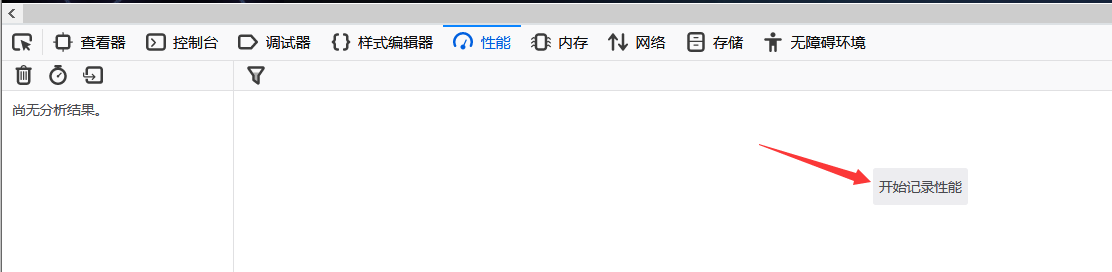 查看器 控制台 调试器 样式编辑器 性能 内存 网络 存储 无障碍环境
尚无分析结果。
开始记录性能